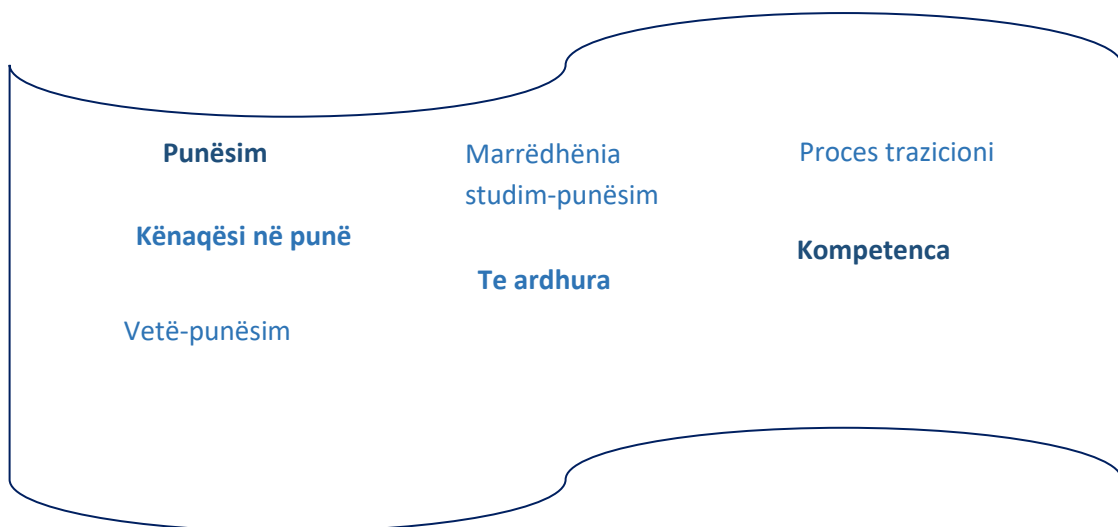 Punësim
Marrëdhënia
studim-punësim
Proces trazicioni
Kënaqësi në punë
Te ardhura
Kompetenca
Vetë-punësim